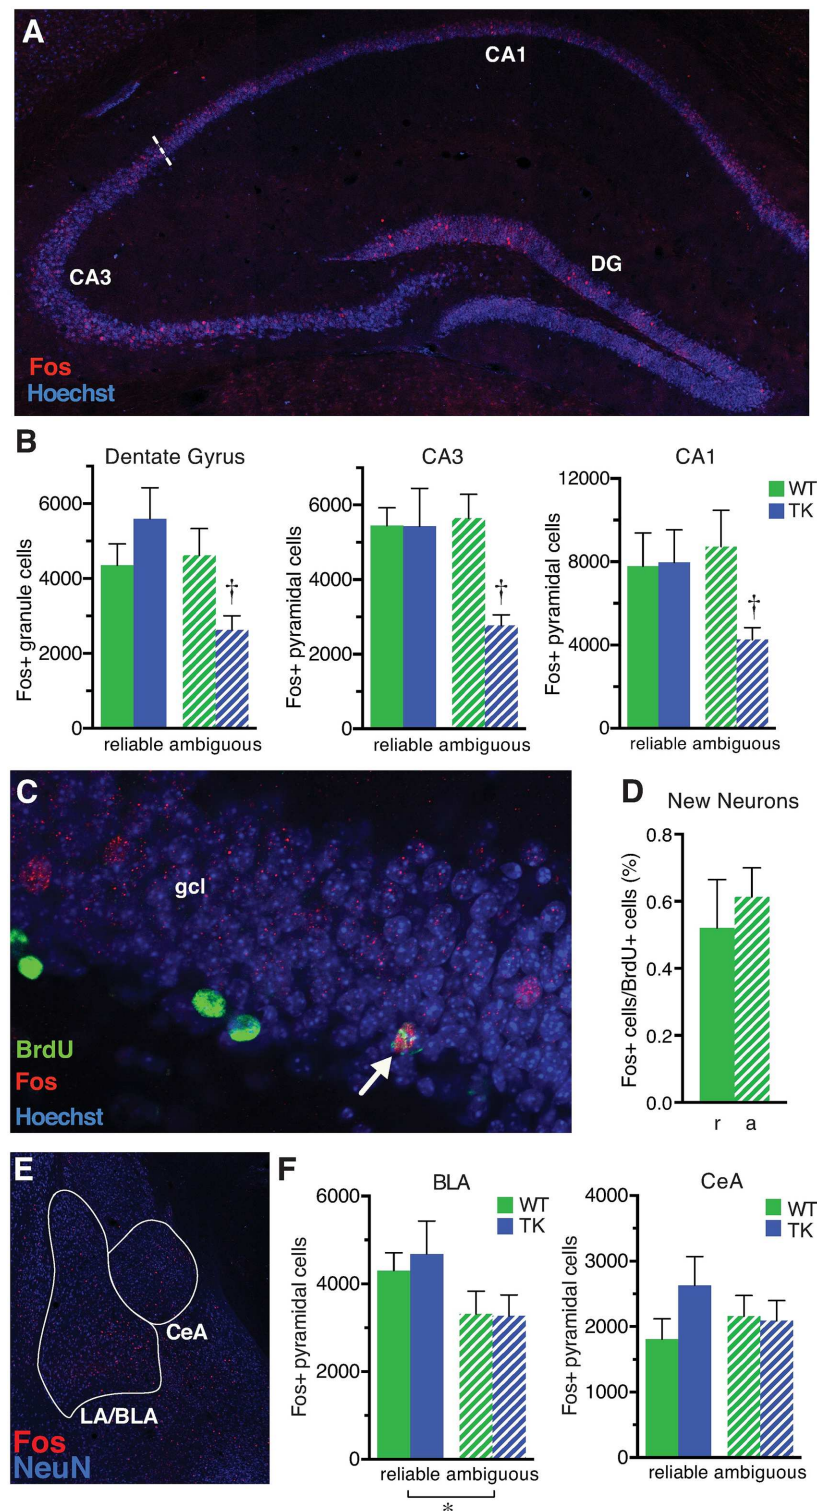 A
CA1
CA3
DG
Fos
Hoechst
B
Dentate Gyrus
Fos+ granule cells
6000
4000
2000
0
†
reliable ambiguous
CA3
Fos+ pyramidal cells
6000
4000
2000
0
†
reliable ambiguous
CA1
Fos+ pyramidal cells
12000
8000
4000
0
†
reliable ambiguous
WT
TK
C
gcl
BrdU
Fos
Hoechst
D
New Neurons
Fos+ cells/BrdU+ cells (%)
0.8
0.6
0.4
0.2
0.0
r a
E
CeA
LA/BLA
Fos
NeuN
F
BLA
Fos+ pyramidal cells
6000
4000
2000
0
WT
TK
reliable ambiguous
*
CeA
Fos+ pyramidal cells
4000
3000
2000
1000
0
WT
TK
reliable ambiguous